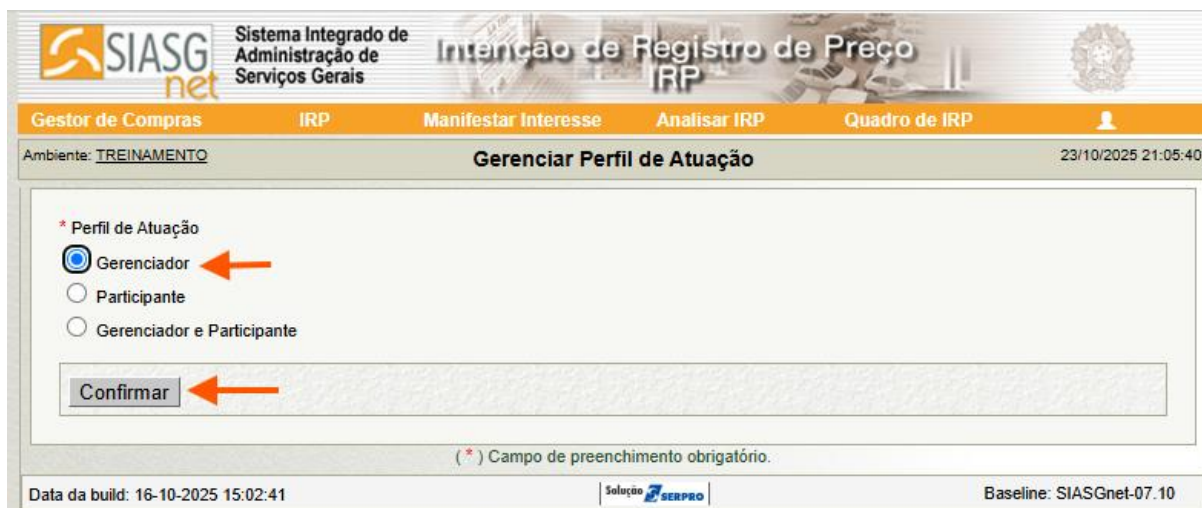 SIASG
net
Sistema Integrado de
Administração de
Serviços Gerais
Intenção de Registro de Preço
IRP
Gestor de Compras IRP Manifestar Interesse Analisar IRP Quadro de IRP
Ambiente: TREINAMENTO Gerenciar Perfil de Atuação 23/10/2025 21:05:40
* Perfil de Atuação
Gerenciador
Participante
Gerenciador e Participante
Confirmar
( * ) Campo de preenchimento obrigatório.
Data da build: 16-10-2025 15:02:41 Solução SERPRO Baseline: SIASGnet-07.10